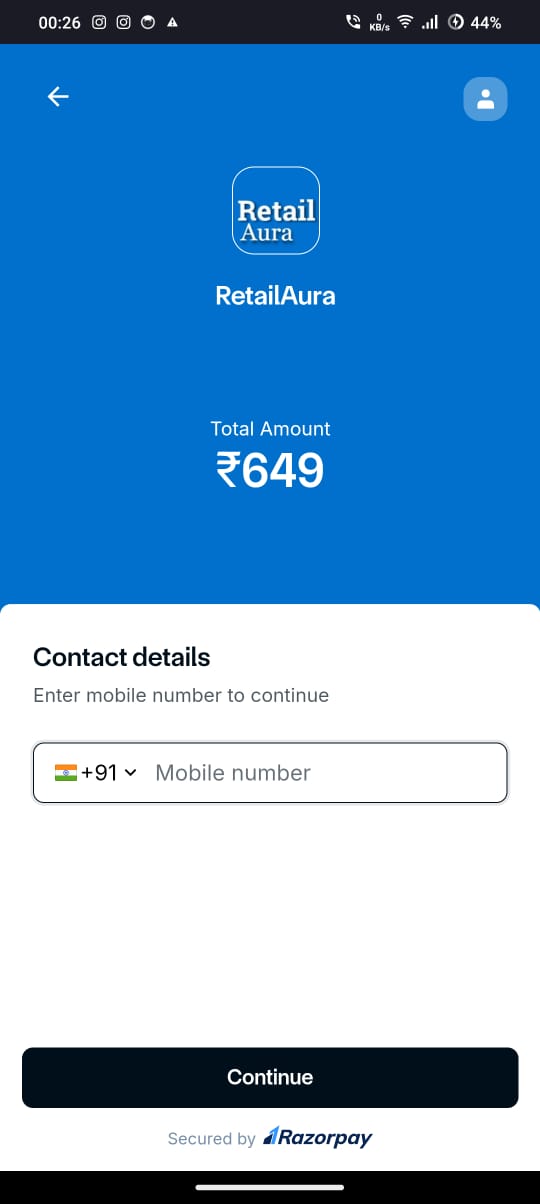 00:26 0 KB/s 44%
Retail
Aura
RetailAura
Total Amount
₹649
Contact details
Enter mobile number to continue
+91 Mobile number
Continue
Secured by Razorpay